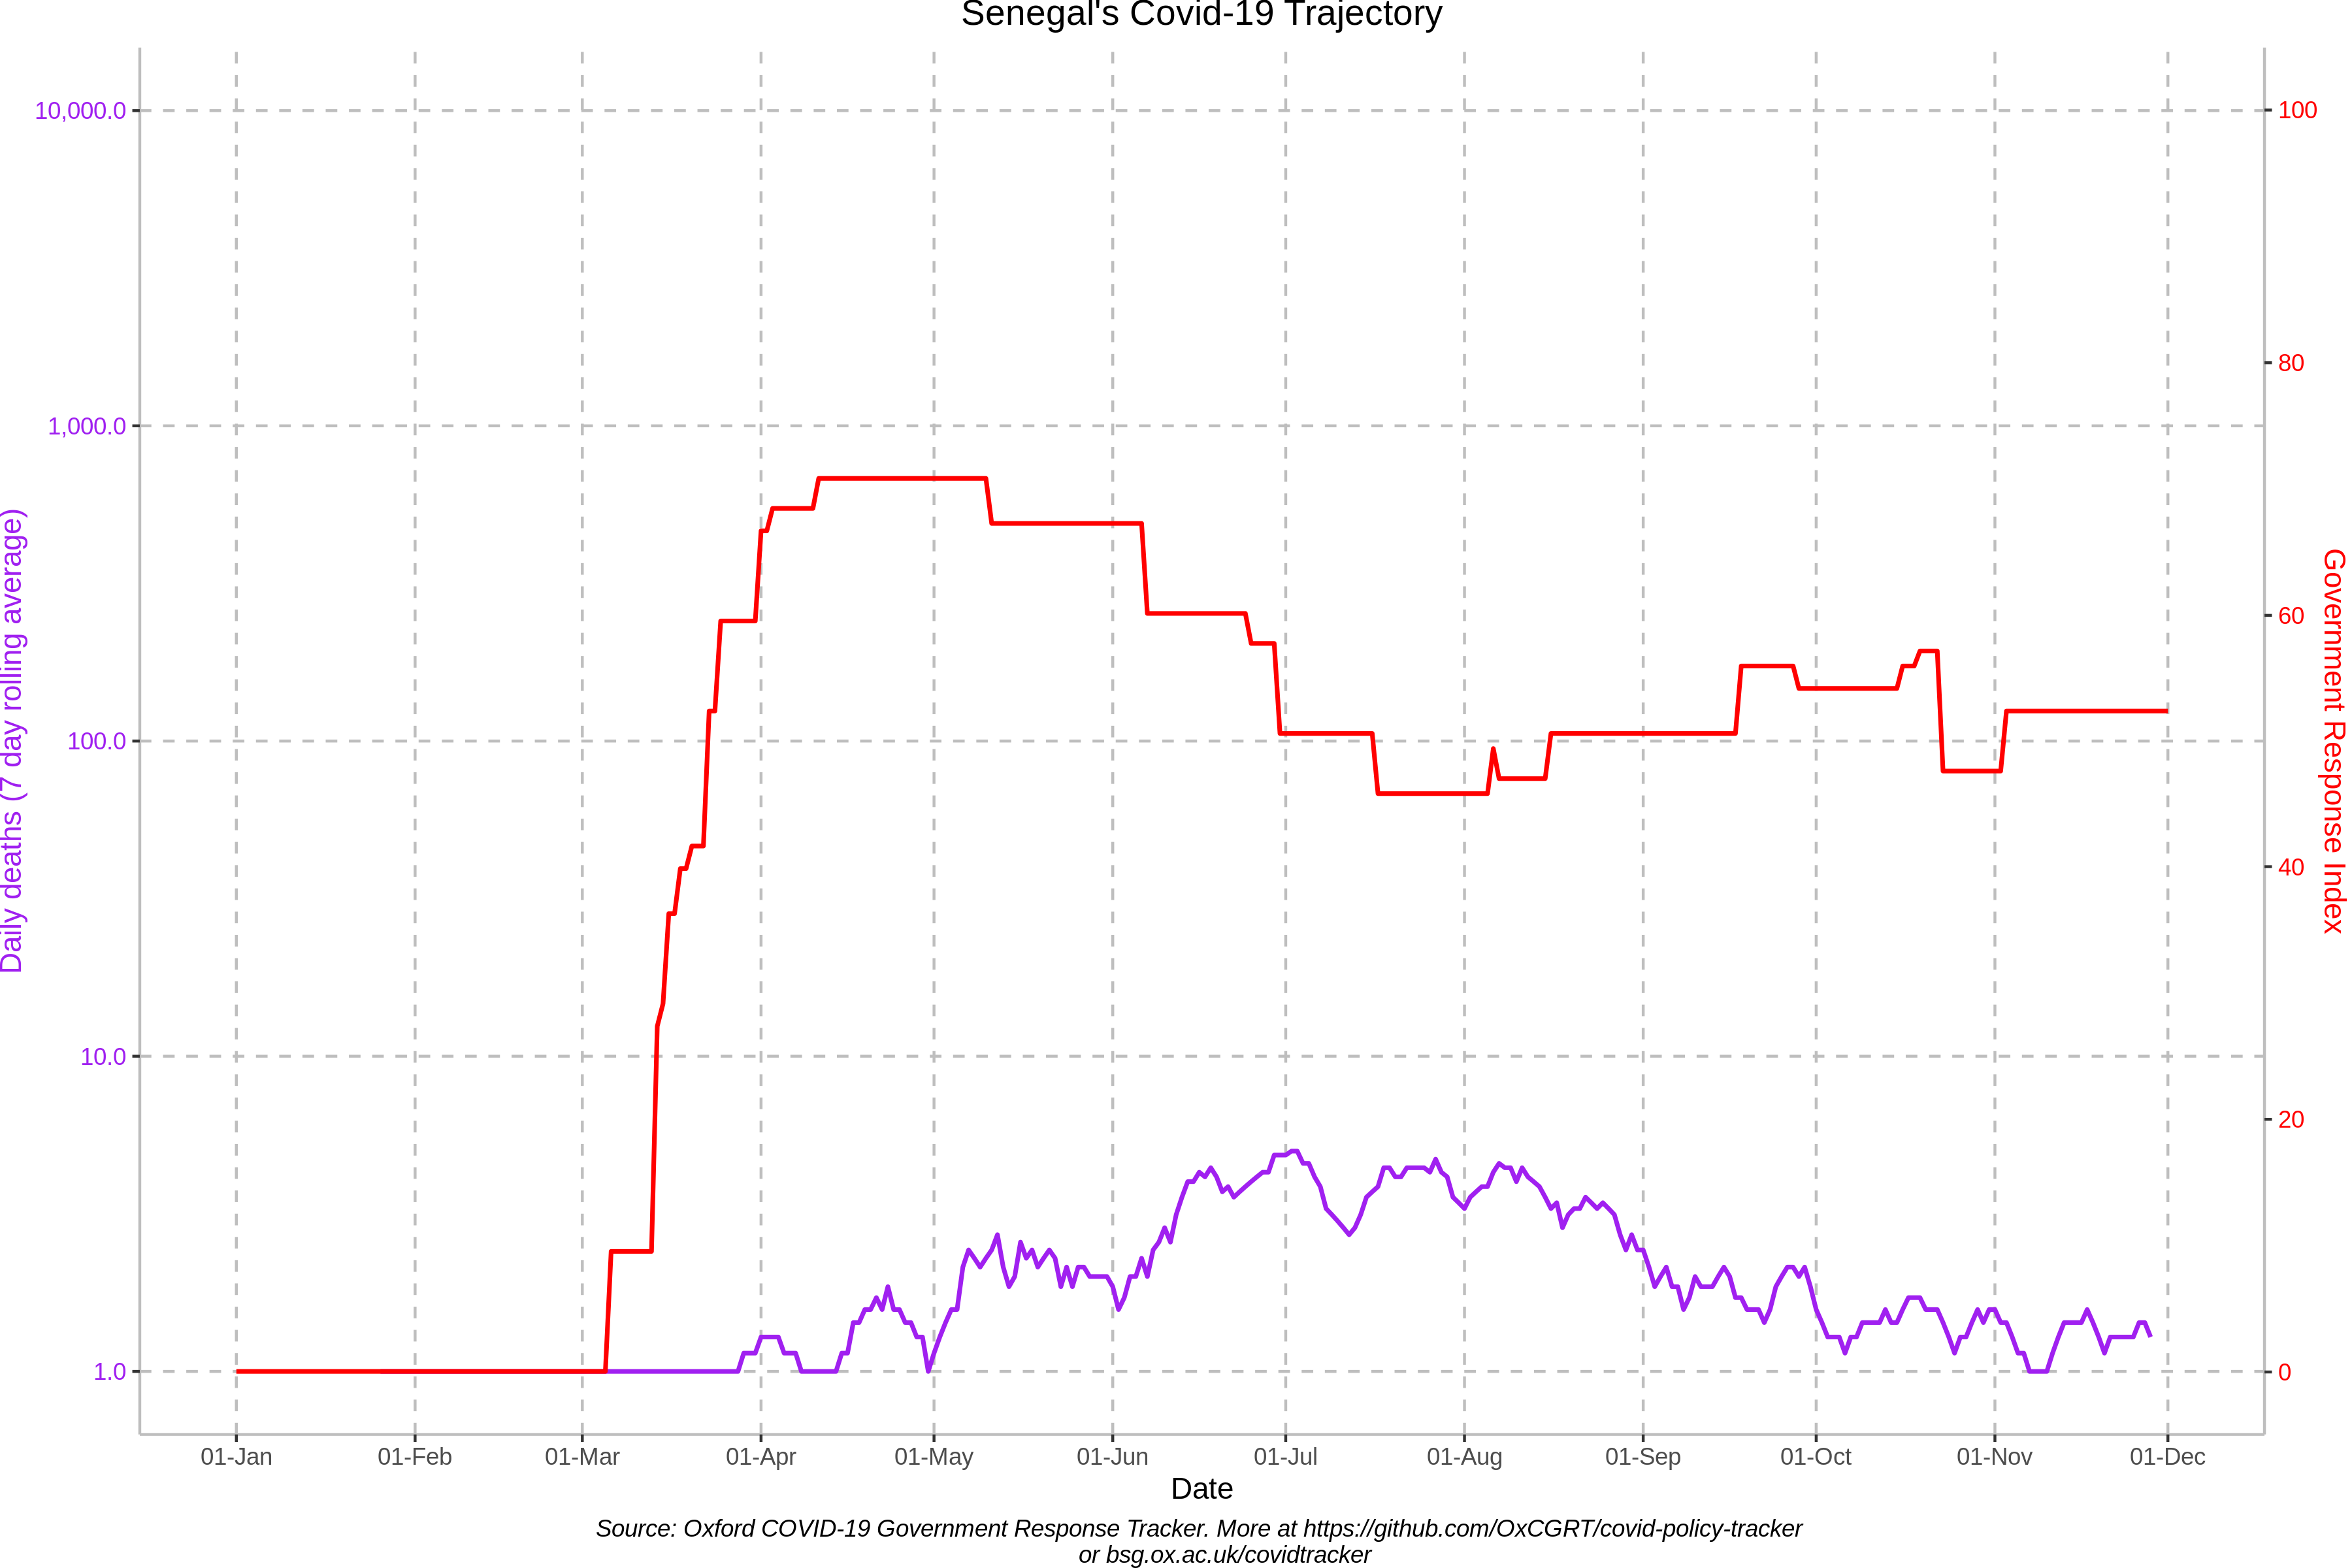 Senegal's Covid-19 Trajectory
10,000.0
1,000.0
100.0
10.0
1.0
Daily deaths (7 day rolling average)
100
80
60
40
20
0
Government Response Index
01-Jan 01-Feb 01-Mar 01-Apr 01-May 01-Jun 01-Jul 01-Aug 01-Sep 01-Oct 01-Nov 01-Dec
Date
Source: Oxford COVID-19 Government Response Tracker. More at https://github.com/OxCGRT/covid-policy-tracker
or bsg.ox.ac.uk/covidtracker